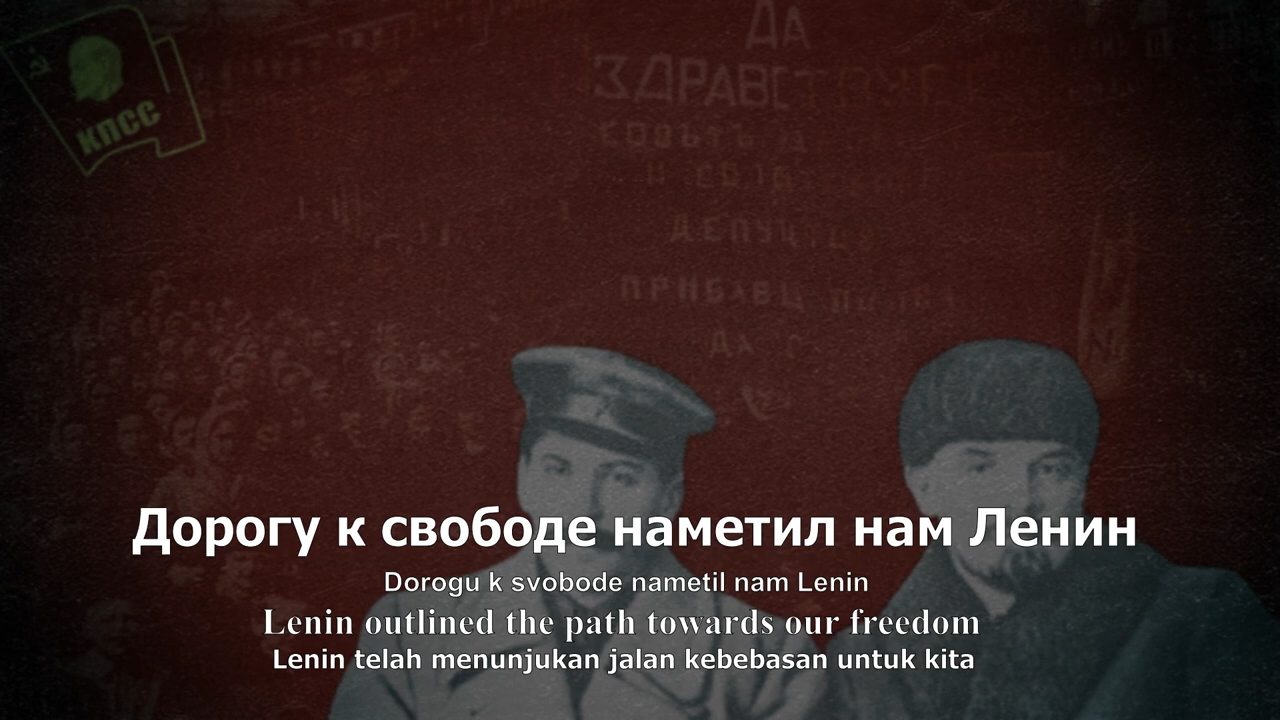 КПСС
ДА
ЗДРАВСТВУЕТ
Дорогу к свободе наметил нам Ленин
Dorogu k svobode nametil nam Lenin
Lenin outlined the path towards our freedom
Lenin telah menunjukan jalan kebebasan untuk kita